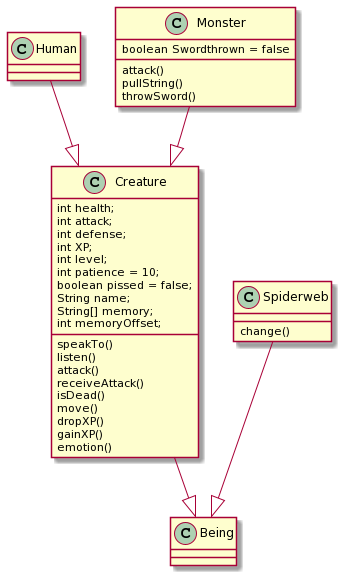 C Human
C Monster
boolean Swordthrown = false
attack()
pullString()
throwSword()
C Creature
int health;
int attack;
int defense;
int XP;
int level;
int patience = 10;
boolean pissed = false;
String name;
String[] memory;
int memoryOffset;
speakTo()
listen()
attack()
receiveAttack()
isDead()
move()
dropXP()
gainXP()
emotion()
C Spiderweb
change()
C Being